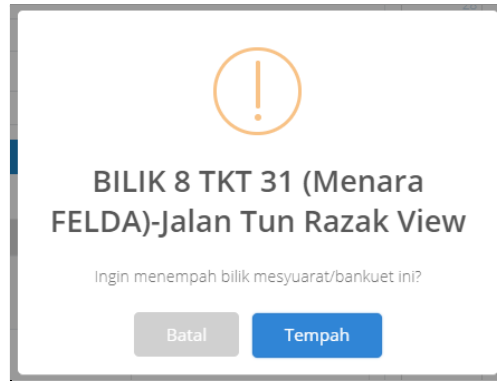 BILIK 8 TKT 31 (Menara
FELDA)-Jalan Tun Razak View
Ingin menempah bilik mesyuarat/bankuet ini?
Batal
Tempah